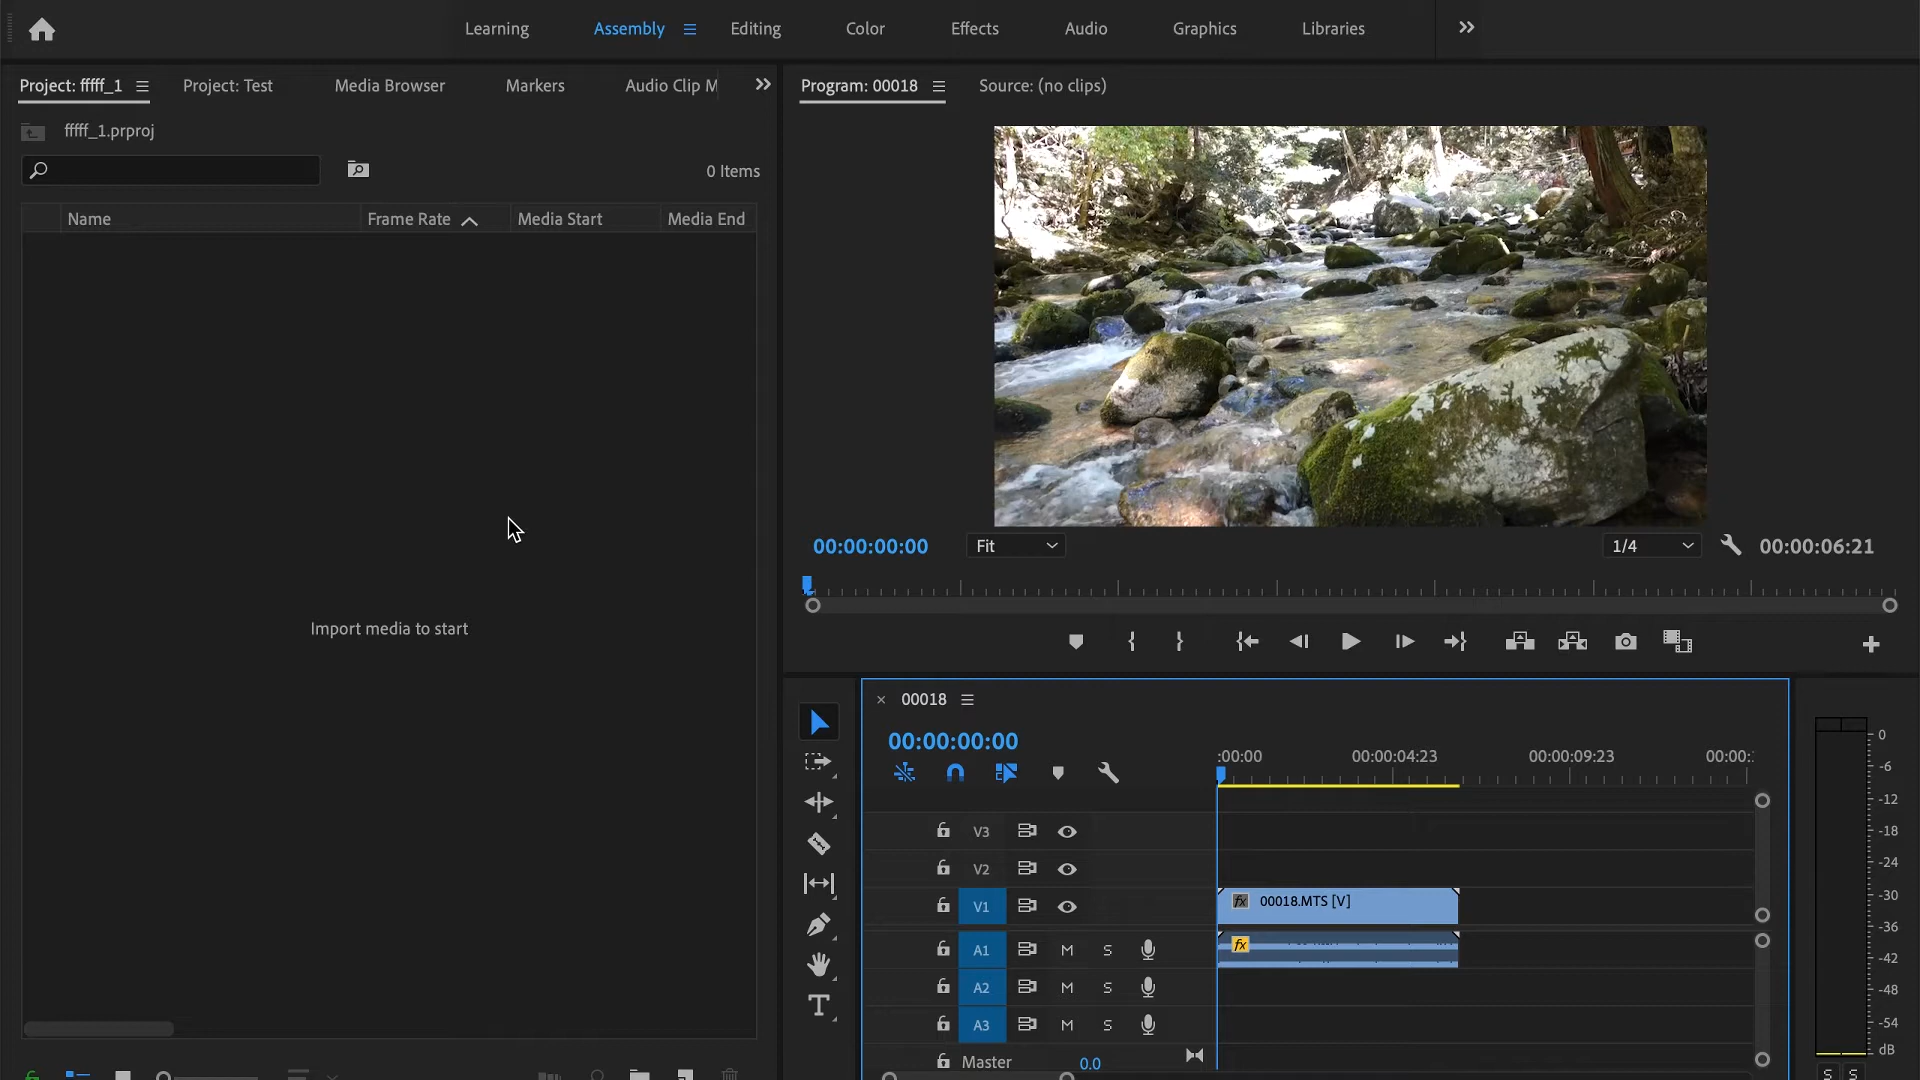 Learning Assembly Editing Color Effects Audio Graphics Libraries
Project: fffff_1 Project: Test Media Browser Markers Audio Clip M
fffff_1.prproj
0 Items
Name Frame Rate Media Start Media End
Import media to start
Program: 00018 Source: (no clips)
00:00:00:00 Fit 1/4 00:00:06:21
00018
00:00:00:00
:00:00 00:00:04:23 00:00:09:23 00:00:
V3
V2
V1 fx 00018.MTS [V]
A1 M S fx
A2 M S
A3 M S
Master 0.0
0
-6
-12
-18
-24
-30
-36
-42
-48
-54
dB
S S